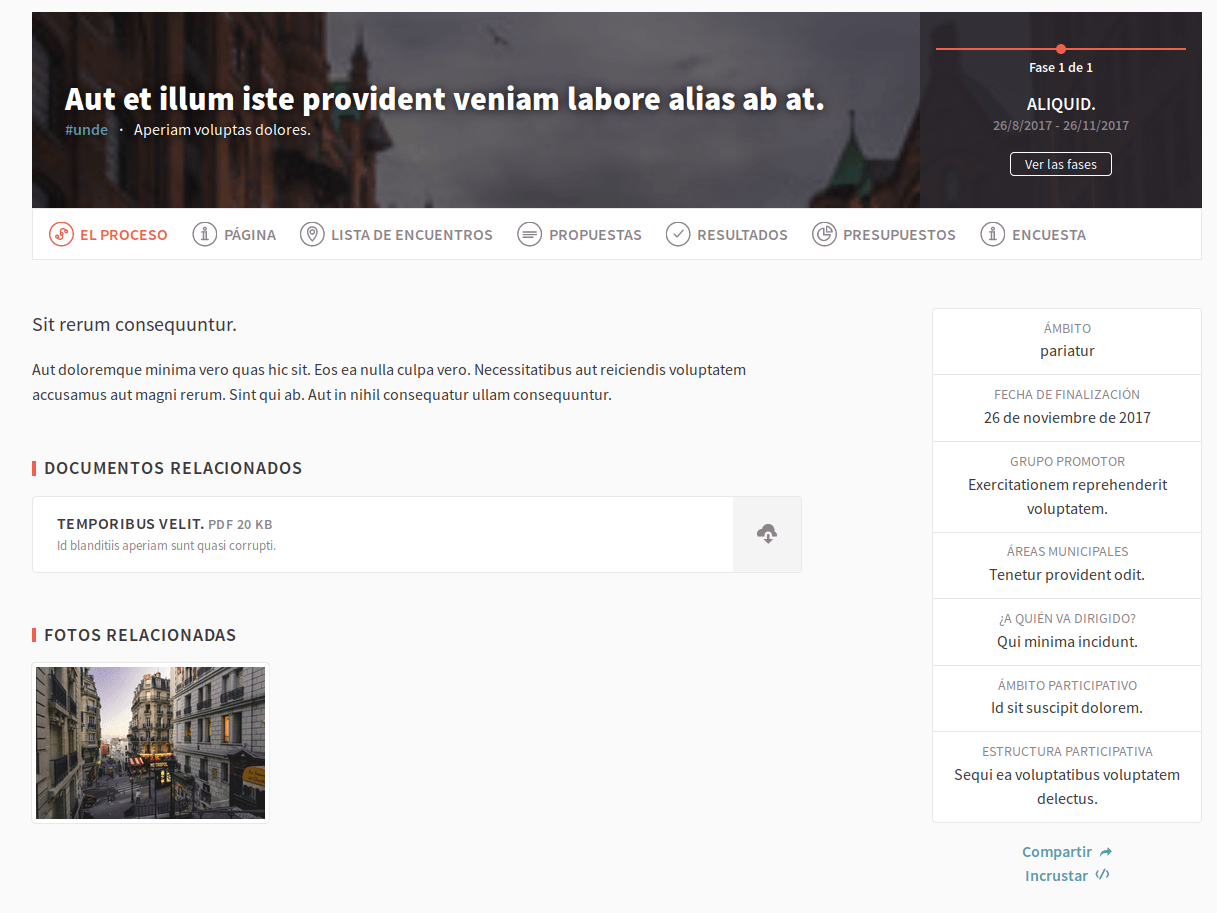 Aut et illum iste provident veniam labore alias ab at.
#unde · Aperiam voluptas dolores.
Fase 1 de 1
ALIQUID.
26/8/2017 - 26/11/2017
Ver las fases
EL PROCESO
PÁGINA
LISTA DE ENCUENTROS
PROPUESTAS
RESULTADOS
PRESUPUESTOS
ENCUESTA
Sit rerum consequuntur.
Aut doloremque minima vero quas hic sit. Eos ea nulla culpa vero. Necessitatibus aut reiciendis voluptatem
accusamus aut magni rerum. Sint qui ab. Aut in nihil consequatur ullam consequuntur.
DOCUMENTOS RELACIONADOS
TEMPORIBUS VELIT. PDF 20 KB
Id blanditiis aperiam sunt quasi corrupti.
FOTOS RELACIONADAS
ÁMBITO
pariatur
FECHA DE FINALIZACIÓN
26 de noviembre de 2017
GRUPO PROMOTOR
Exercitationem reprehenderit
voluptatem.
ÁREAS MUNICIPALES
Tenetur provident odit.
¿A QUIÉN VA DIRIGIDO?
Qui minima incidunt.
ÁMBITO PARTICIPATIVO
Id sit suscipit dolorem.
ESTRUCTURA PARTICIPATIVA
Sequi ea voluptatibus voluptatem
delectus.
Compartir
Incrustar